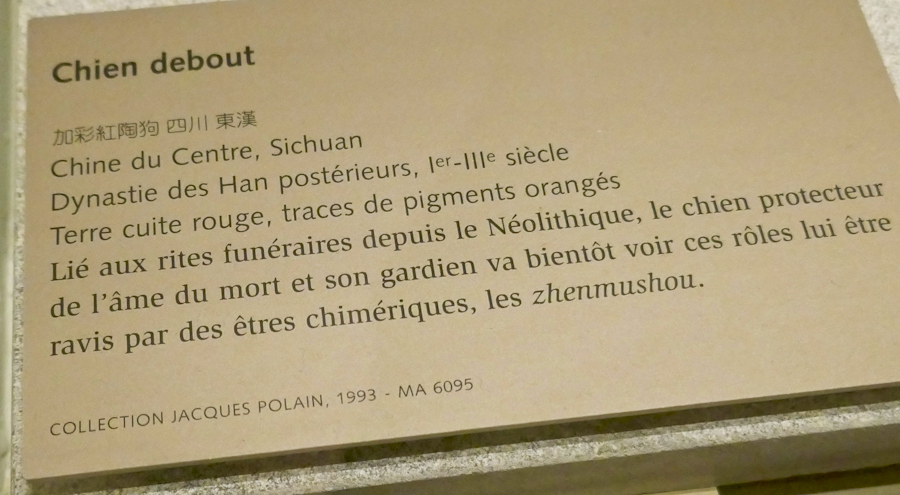 Chien debout
加彩紅陶狗 四川 東漢
Chine du Centre, Sichuan
Dynastie des Han postérieurs, Ier-IIIe siècle
Terre cuite rouge, traces de pigments orangés
Lié aux rites funéraires depuis le Néolithique, le chien protecteur
de l'âme du mort et son gardien va bientôt voir ces rôles lui être
ravis par des êtres chimériques, les zhenmushou.
COLLECTION JACQUES POLAIN, 1993 - MA 6095